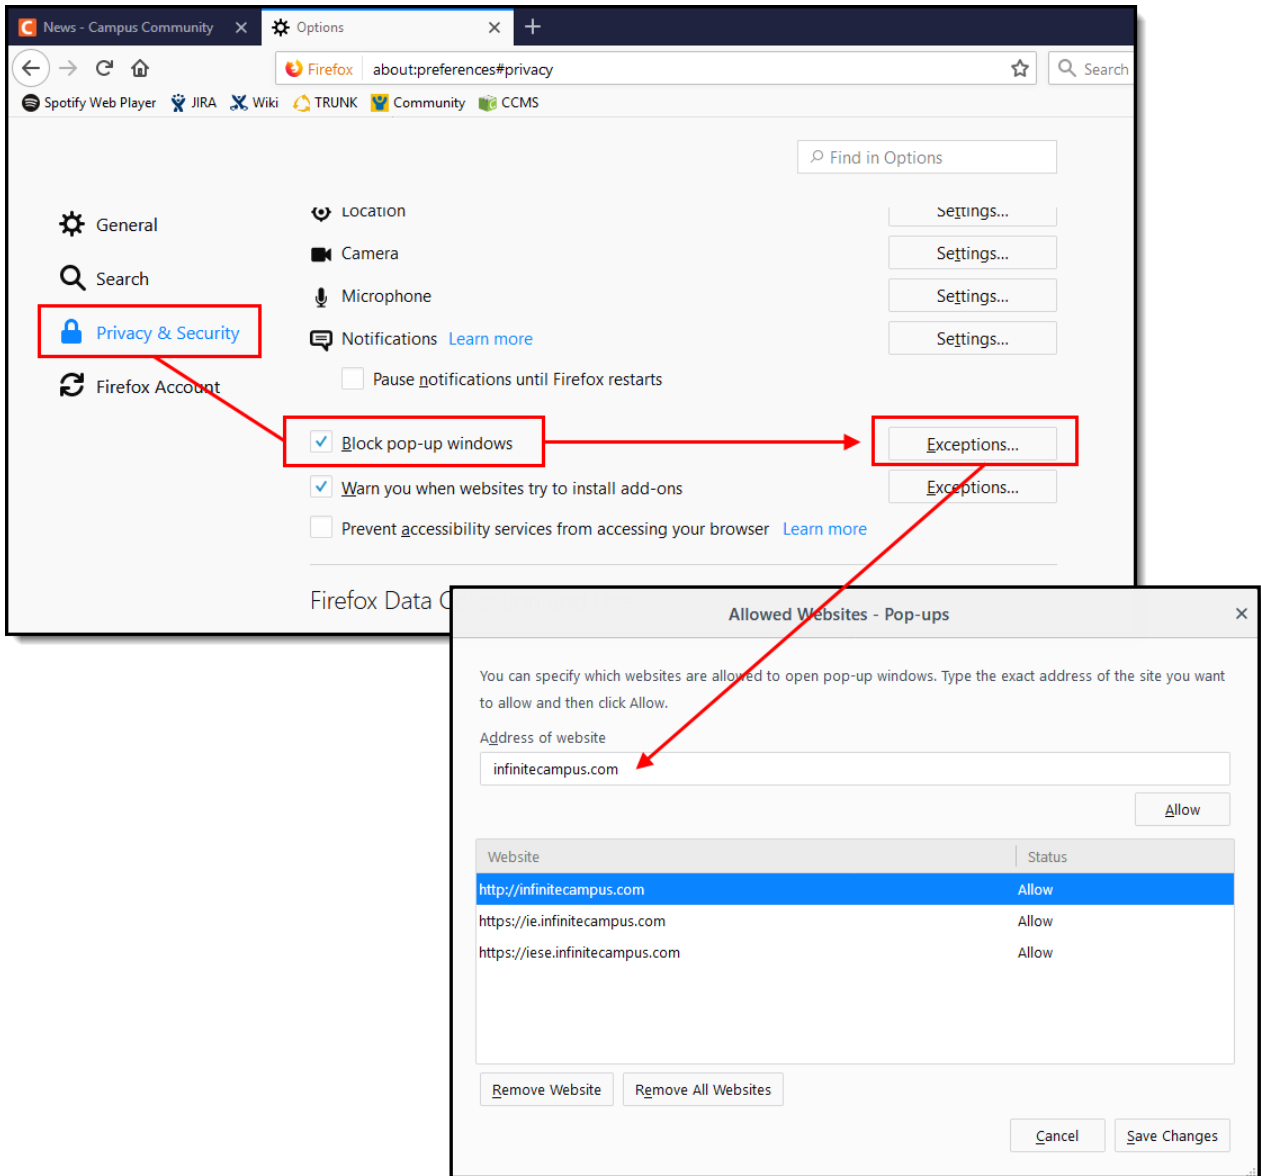 News - Campus Community
Options
Firefox about:preferences#privacy
Search
Spotify Web Player JIRA Wiki TRUNK Community CCMS
Find in Options
General
Search
Privacy & Security
Firefox Account
Location Settings...
Camera Settings...
Microphone Settings...
Notifications Learn more Settings...
Pause notifications until Firefox restarts
Block pop-up windows Exceptions...
Warn you when websites try to install add-ons Exceptions...
Prevent accessibility services from accessing your browser Learn more
Firefox Data
Allowed Websites - Pop-ups
You can specify which websites are allowed to open pop-up windows. Type the exact address of the site you want
to allow and then click Allow.
Address of website
infinitecampus.com
Allow
Website Status
http://infinitecampus.com Allow
https://ie.infinitecampus.com Allow
https://iese.infinitecampus.com Allow
Remove Website Remove All Websites
Cancel Save Changes